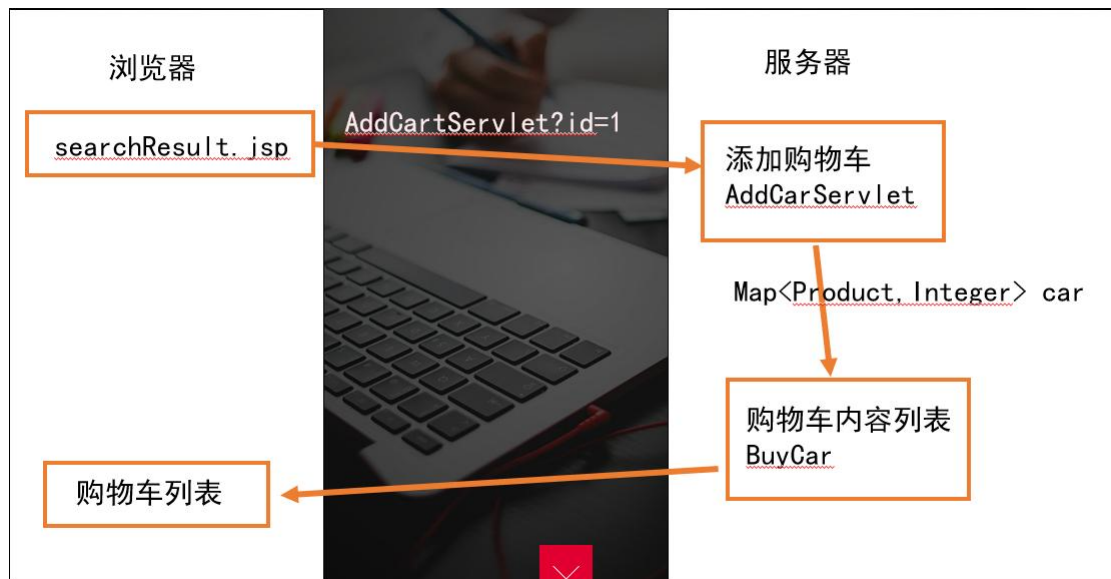 浏览器
服务器
searchResult.jsp
AddCartServlet?id=1
添加购物车
AddCarServlet
Map<Product,Integer> car
购物车内容列表
BuyCar
购物车列表